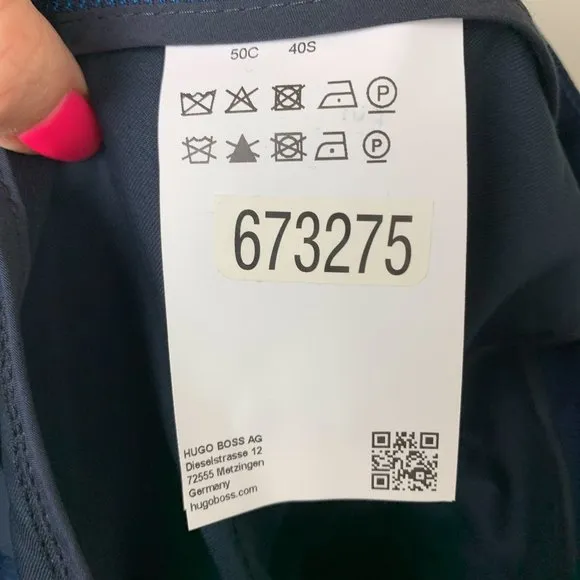 50C 40S
P
P
673275
HUGO BOSS AG
Dieselstrasse 12
72555 Metzingen
Germany
hugoboss.com